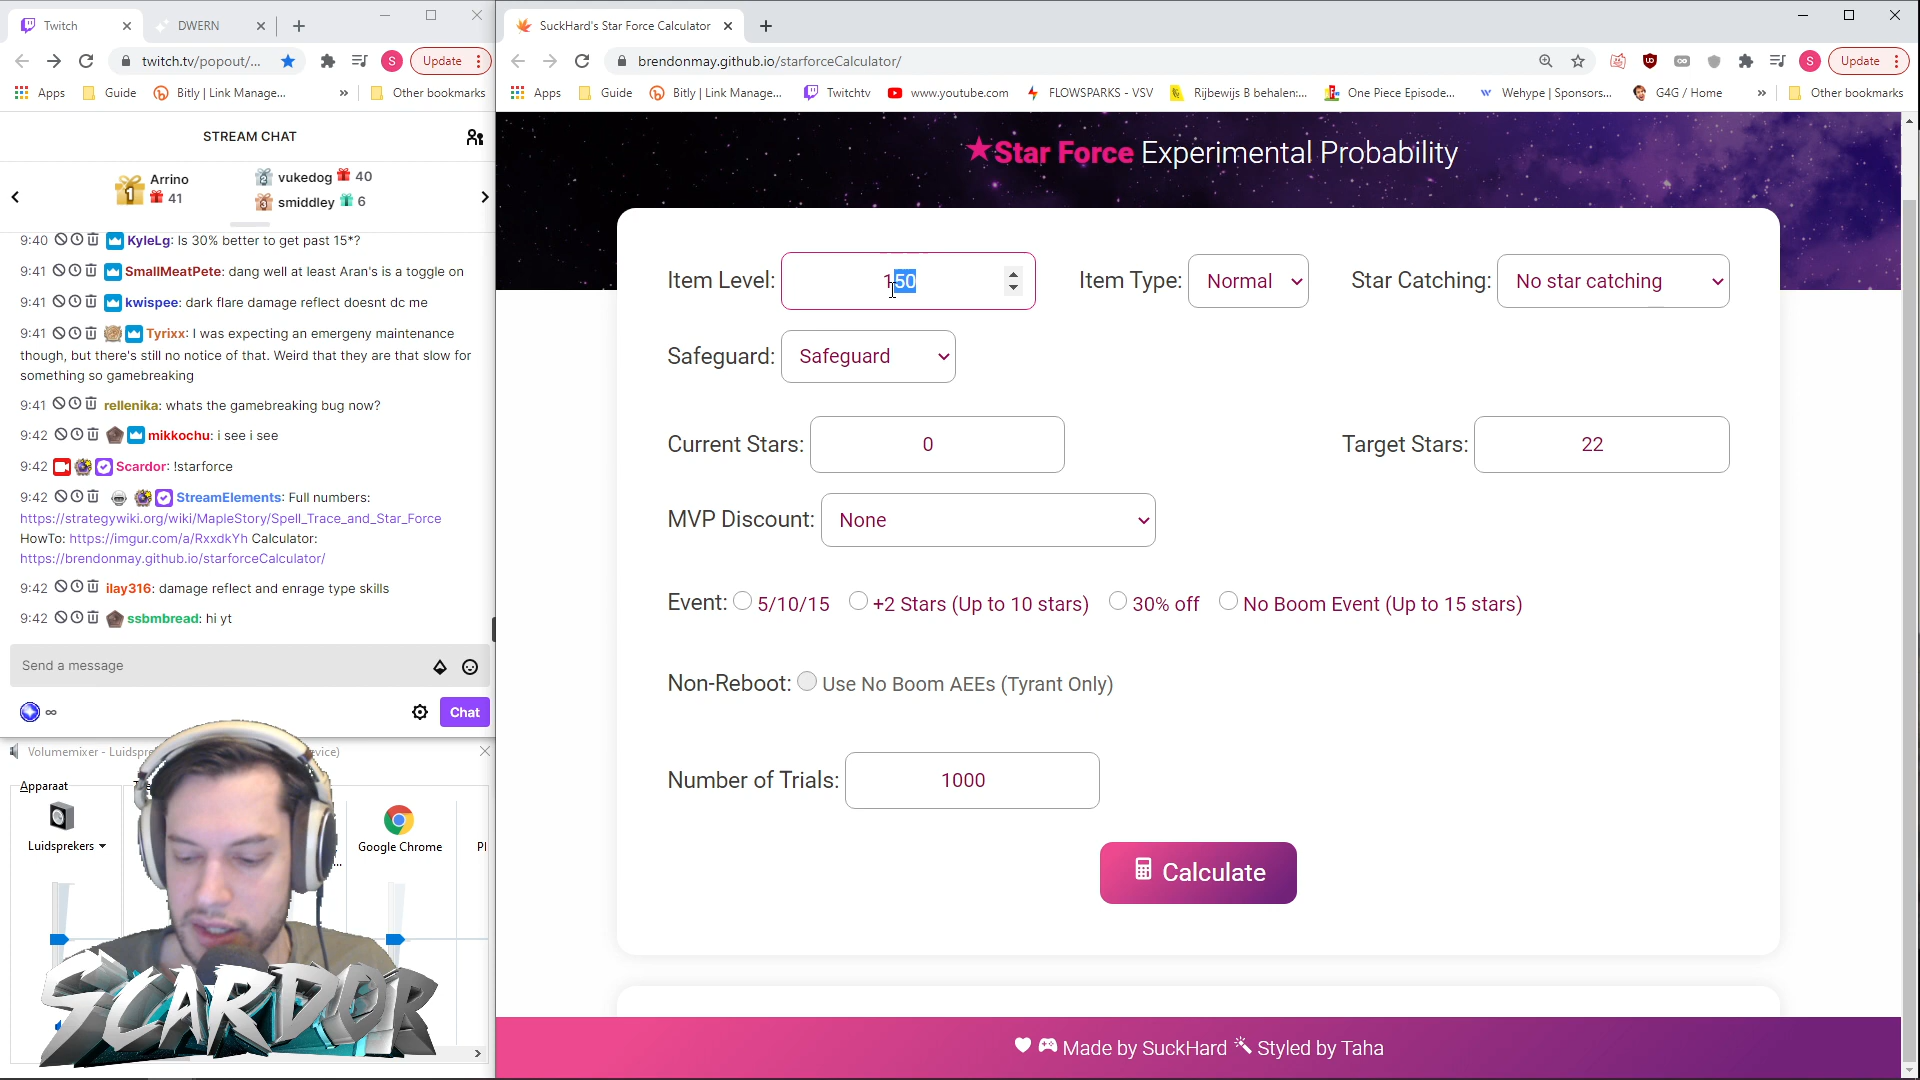 Twitch
DWERN
twitch.tv/popout/...
S
Update
Apps
Guide
Bitly | Link Manage...
»
Other bookmarks
STREAM CHAT
1
Arrino
41
2
vukedog
40
3
smiddley
6
9:40 KyleLg: Is 30% better to get past 15*?
9:41 SmallMeatPete: dang well at least Aran's is a toggle on
9:41 kwispee: dark flare damage reflect doesnt dc me
9:41 Tyrixx: I was expecting an emergeny maintenance
though, but there's still no notice of that. Weird that they are that slow for
something so gamebreaking
9:41 rellenika: whats the gamebreaking bug now?
9:42 mikkochu: i see i see
9:42 Scardor: !starforce
9:42 StreamElements: Full numbers:
https://strategywiki.org/wiki/MapleStory/Spell_Trace_and_Star_Force
HowTo: https://imgur.com/a/RxxdkYh Calculator:
https://brendonmay.github.io/starforceCalculator/
9:42 ilay316: damage reflect and enrage type skills
9:42 ssbmbread: hi yt
Send a message
∞
Chat
Volumemixer - Luidspre
vice)
Apparaat
Luidsprekers
Google Chrome
SCARDOR
SuckHard's Star Force Calculator
brendonmay.github.io/starforceCalculator/
S
Update
Apps
Guide
Bitly | Link Manage...
Twitchtv
www.youtube.com
FLOWSPARKS - VSV
Rijbewijs B behalen:...
One Piece Episode...
Wehype | Sponsors...
G4G / Home
»
Other bookmarks
Star Force Experimental Probability
Item Level: 150
Item Type: Normal
Star Catching: No star catching
Safeguard: Safeguard
Current Stars: 0
Target Stars: 22
MVP Discount: None
Event: 5/10/15 +2 Stars (Up to 10 stars) 30% off No Boom Event (Up to 15 stars)
Non-Reboot: Use No Boom AEEs (Tyrant Only)
Number of Trials: 1000
Calculate
Made by SuckHard Styled by Taha